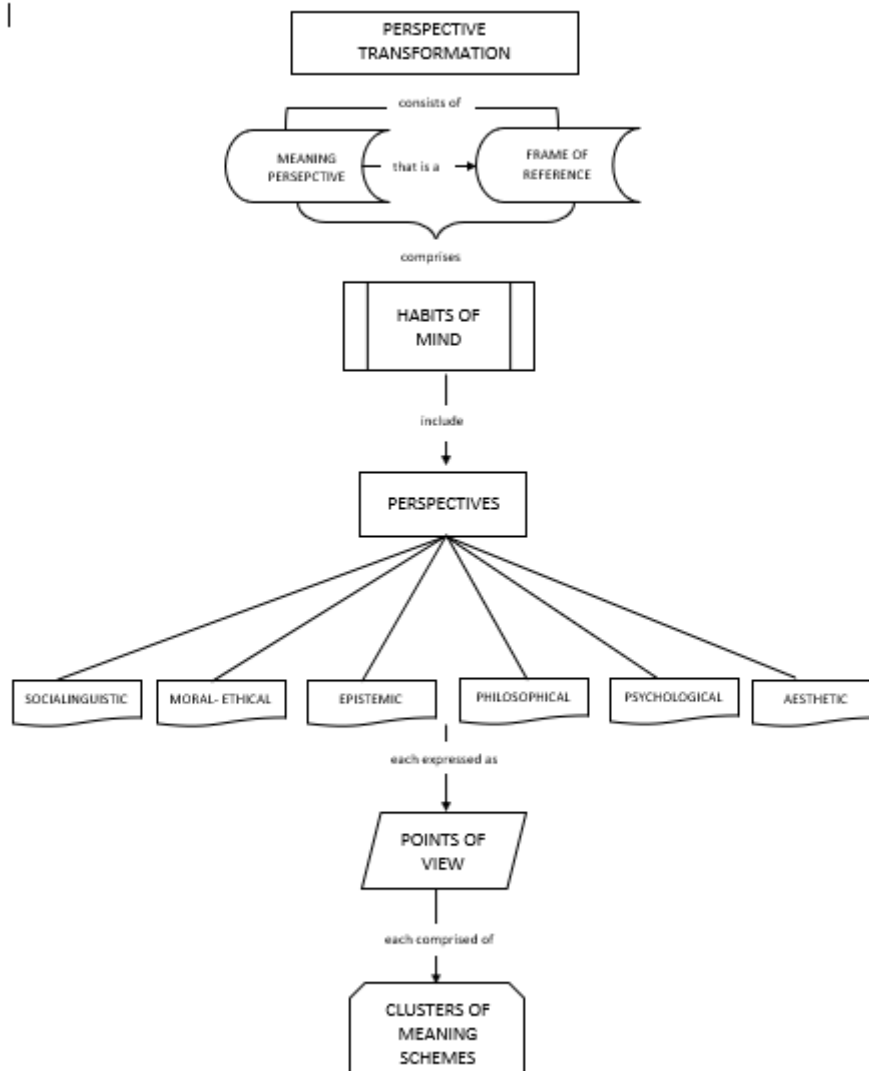 PERSPECTIVE
TRANSFORMATION
consists of
MEANING
PERSEPCTIVE
that is a
FRAME OF
REFERENCE
comprises
HABITS OF
MIND
include
PERSPECTIVES
SOCIALINGUISTIC
MORAL- ETHICAL
EPISTEMIC
PHILOSOPHICAL
PSYCHOLOGICAL
AESTHETIC
each expressed as
POINTS OF
VIEW
each comprised of
CLUSTERS OF
MEANING
SCHEMES